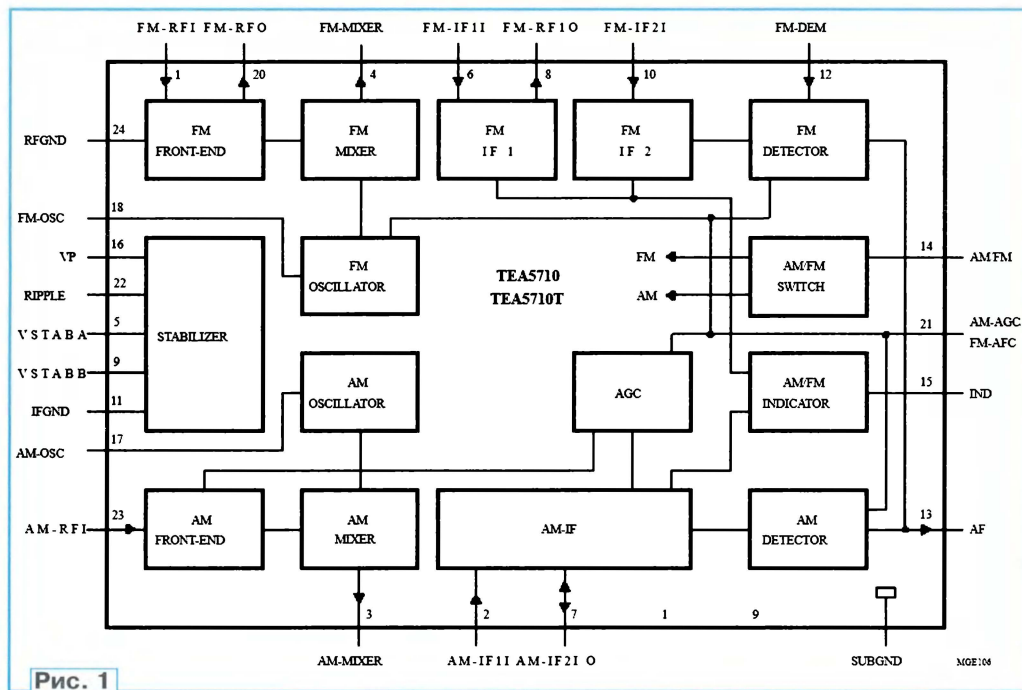 FM-RFI FM-RFO FM-MIXER FM-IF1I FM-RF1O FM-IF2I FM-DEM
1 20 4 6 8 10 12
RFGND 24 FM FRONT-END FM MIXER FM IF 1 FM IF 2 FM DETECTOR
FM-OSC 18
VP 16
RIPPLE 22
VSTABA 5
VSTABB 9
IFGND 11
AM-OSC 17
STABILIZER
FM OSCILLATOR
TEA5710
TEA5710T
FM
AM
AM/FM SWITCH
14 AM/FM
21 AM-AGC
FM-AFC
AM OSCILLATOR
AGC
AM/FM INDICATOR
15 IND
AM-RFI 23 AM FRONT-END AM MIXER AM-IF AM DETECTOR 13 AF
3 2 7 1 9
AM-MIXER AM-IF1I AM-IF2I O SUBGND MGE106
Рис. 1